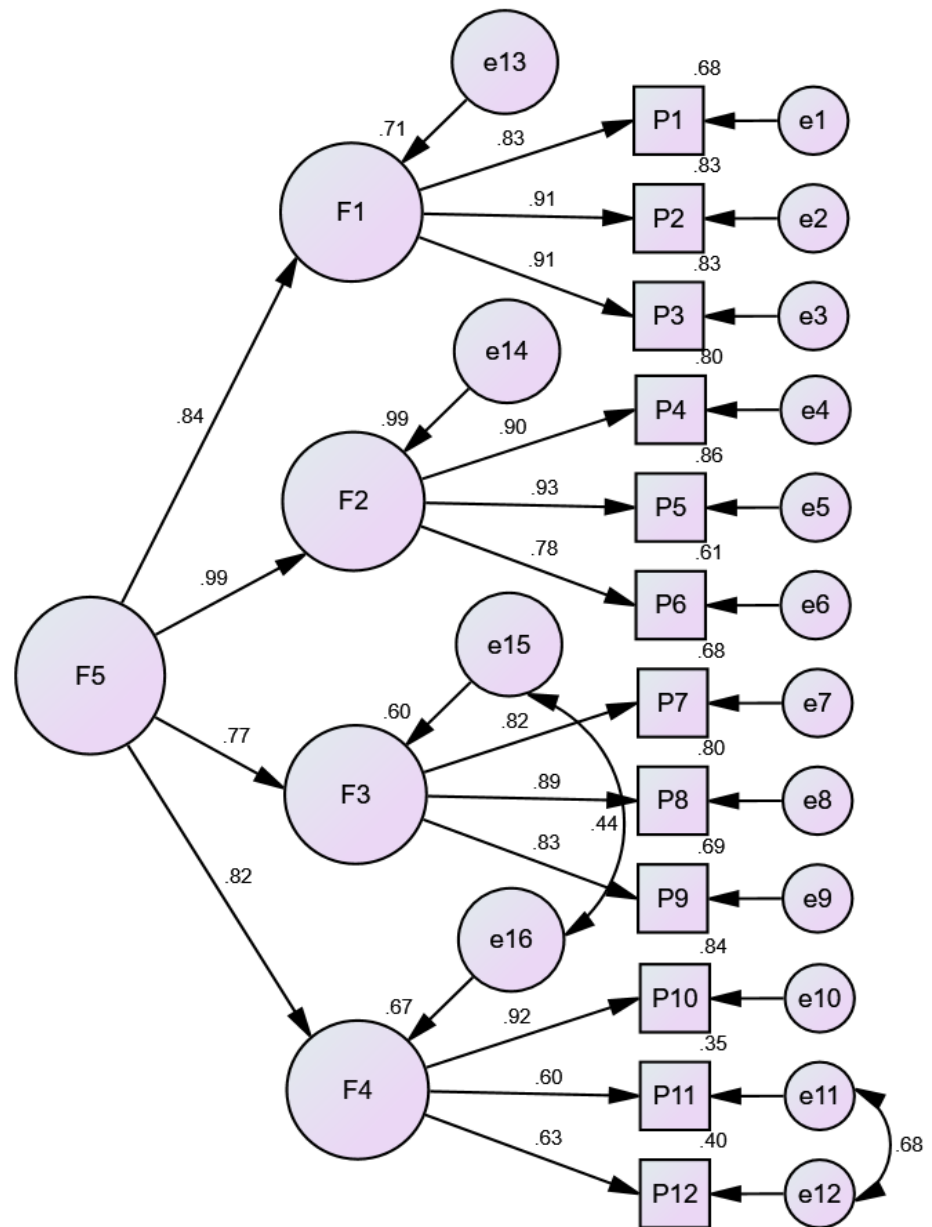 e13
.68
.71
.83
P1
e1
.83
F1
.91
P2
e2
.83
.91
P3
e3
e14
.80
.84
.99
.90
P4
e4
.86
F2
.93
P5
e5
.99
.78
.61
P6
e6
e15
.68
F5
.60
.82
P7
e7
.77
.80
F3
.89
P8
e8
.44
.83
.69
.82
P9
e9
e16
.84
.67
.92
P10
e10
.35
F4
.60
P11
e11
.63
.40
.68
P12
e12